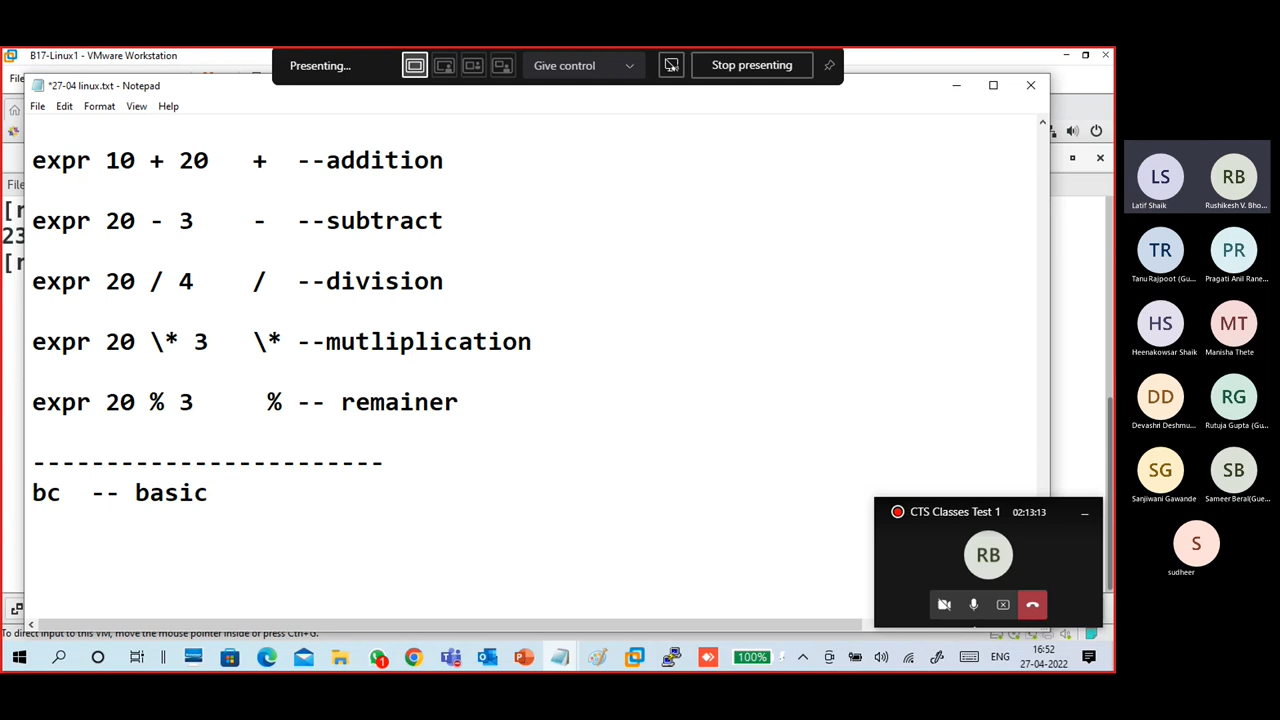 B17-Linux1 - VMware Workstation
Presenting...
Give control
Stop presenting
*27-04 linux.txt - Notepad
File Edit Format View Help
expr 10 + 20 + --addition
expr 20 - 3 - --subtract
expr 20 / 4 / --division
expr 20 \* 3 \* --mutliplication
expr 20 % 3 % -- remainer
------------------------
bc -- basic
23
CTS Classes Test 1 02:13:13
RB
LS RB
Latif Shaik Rushikesh V. Bho...
TR PR
Tanu Rajpoot (Gu... Pragati Anil Rane...
HS MT
Heenakowsar Shaik Manisha Thete
DD RG
Devashri Deshmu... Rutuja Gupta (Gu...
SG SB
Sanjiwani Gawande Sameer Beral(Gue...
S
sudheer
To direct input to this VM, move the mouse pointer inside or press Ctrl+G.
100% ENG 16:52
27-04-2022